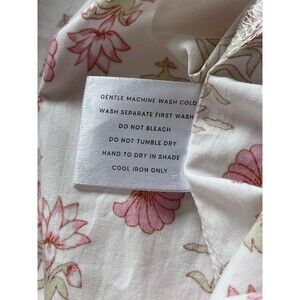 GENTLE MACHINE WASH COLD
WASH SEPARATE FIRST WASH
DO NOT BLEACH
DO NOT TUMBLE DRY
HAND TO DRY IN SHADE
COOL IRON ONLY